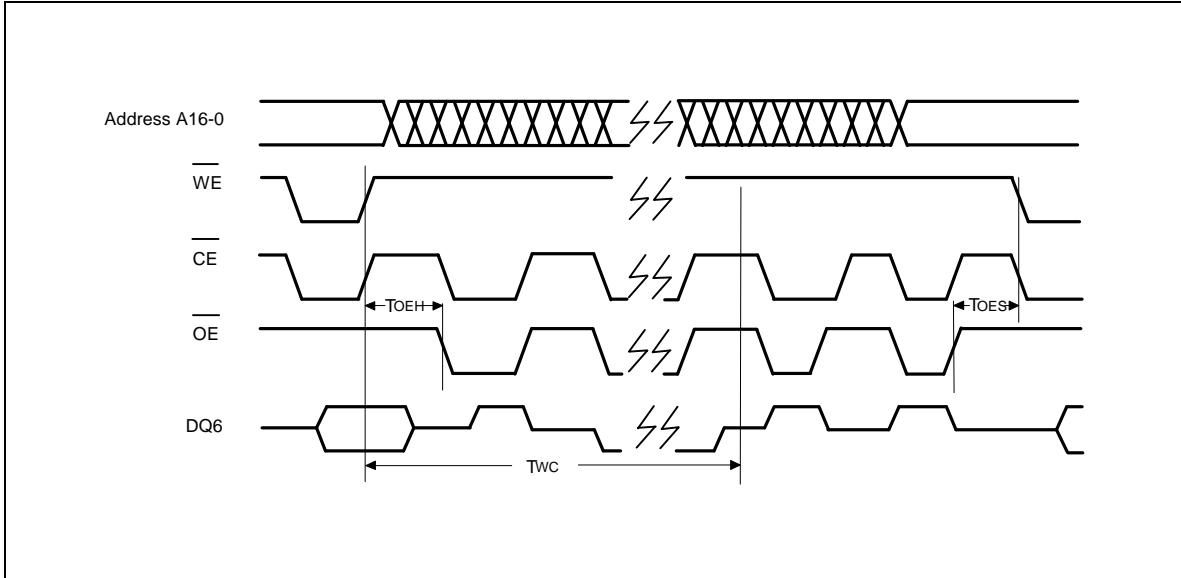 Address A16-0
WE
CE
TOEH
TOES
OE
DQ6
TWC